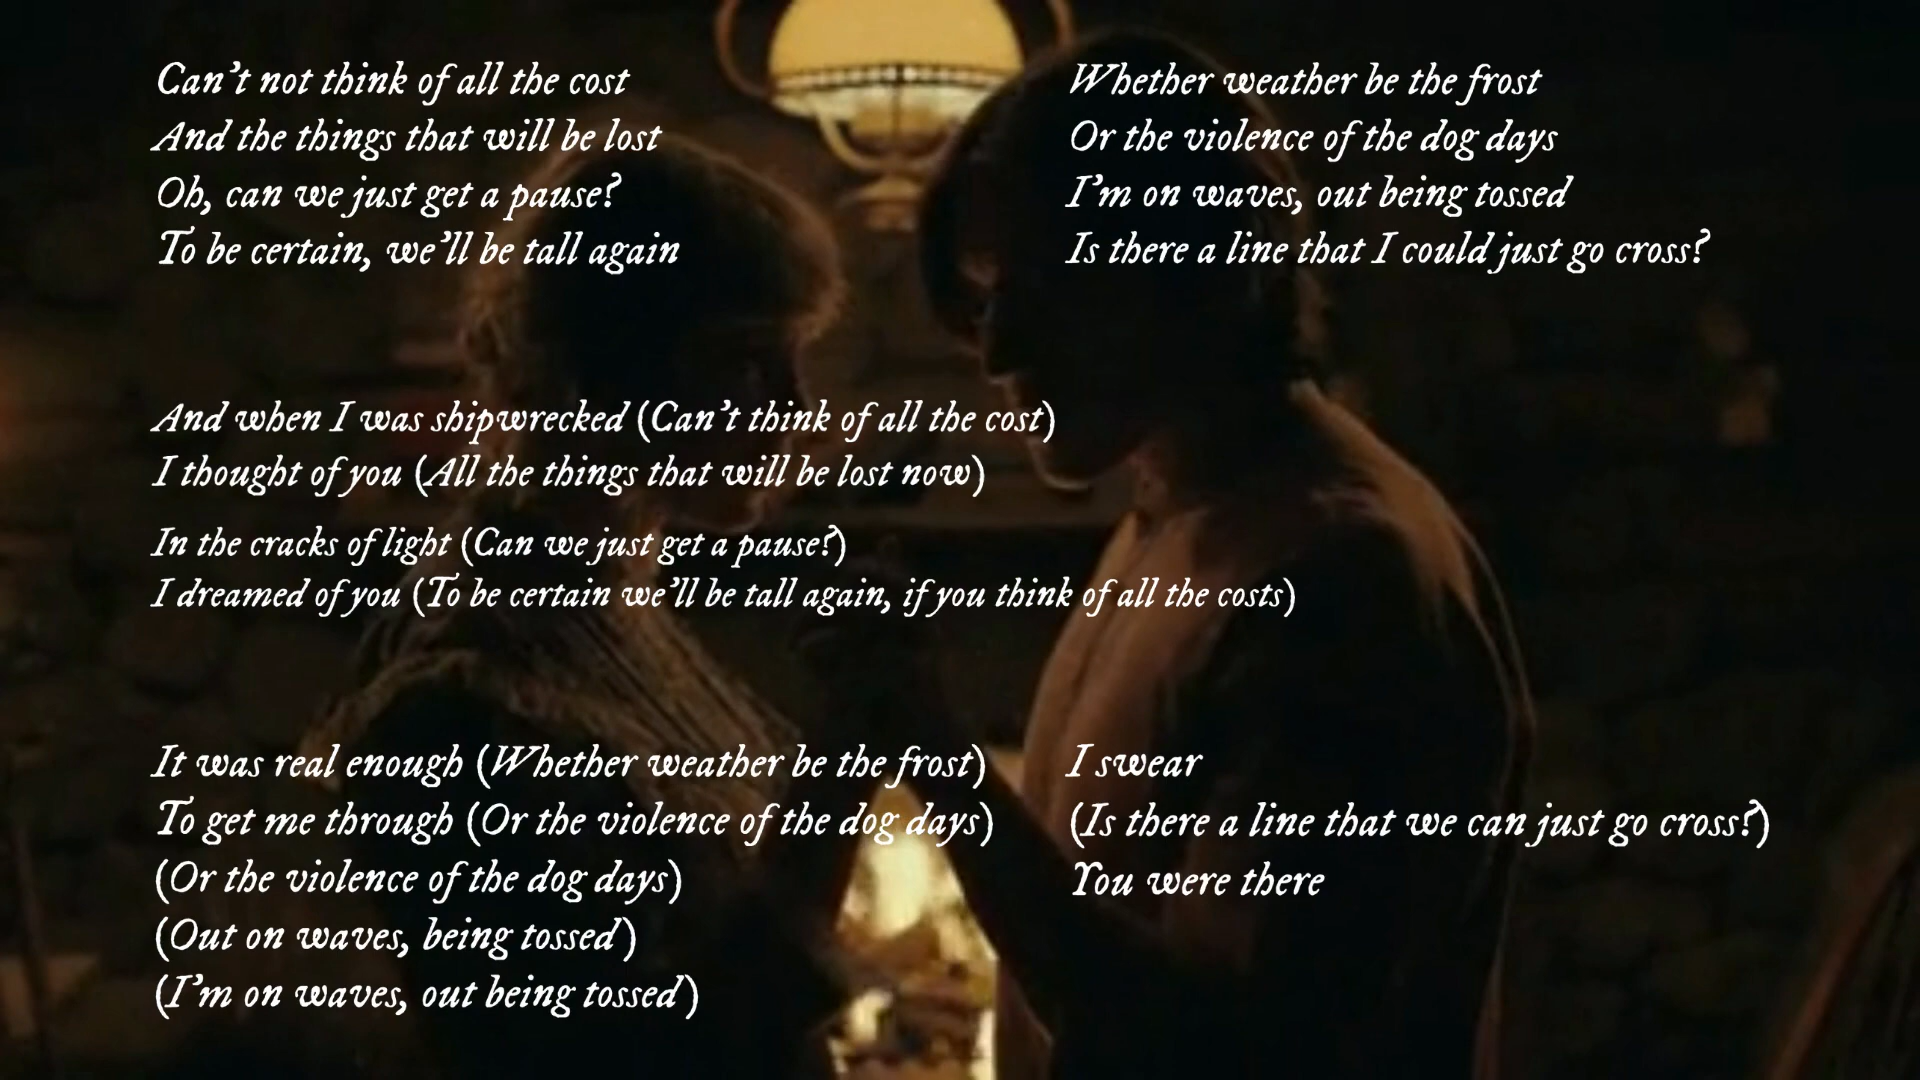 Can't not think of all the cost
And the things that will be lost
Oh, can we just get a pause?
To be certain, we'll be tall again
Whether weather be the frost
Or the violence of the dog days
I'm on waves, out being tossed
Is there a line that I could just go cross?
And when I was shipwrecked (Can't think of all the cost)
I thought of you (All the things that will be lost now)
In the cracks of light (Can we just get a pause?)
I dreamed of you (To be certain we'll be tall again, if you think of all the costs)
It was real enough (Whether weather be the frost)
To get me through (Or the violence of the dog days)
(Or the violence of the dog days)
(Out on waves, being tossed)
(I'm on waves, out being tossed)
I swear
(Is there a line that we can just go cross?)
You were there